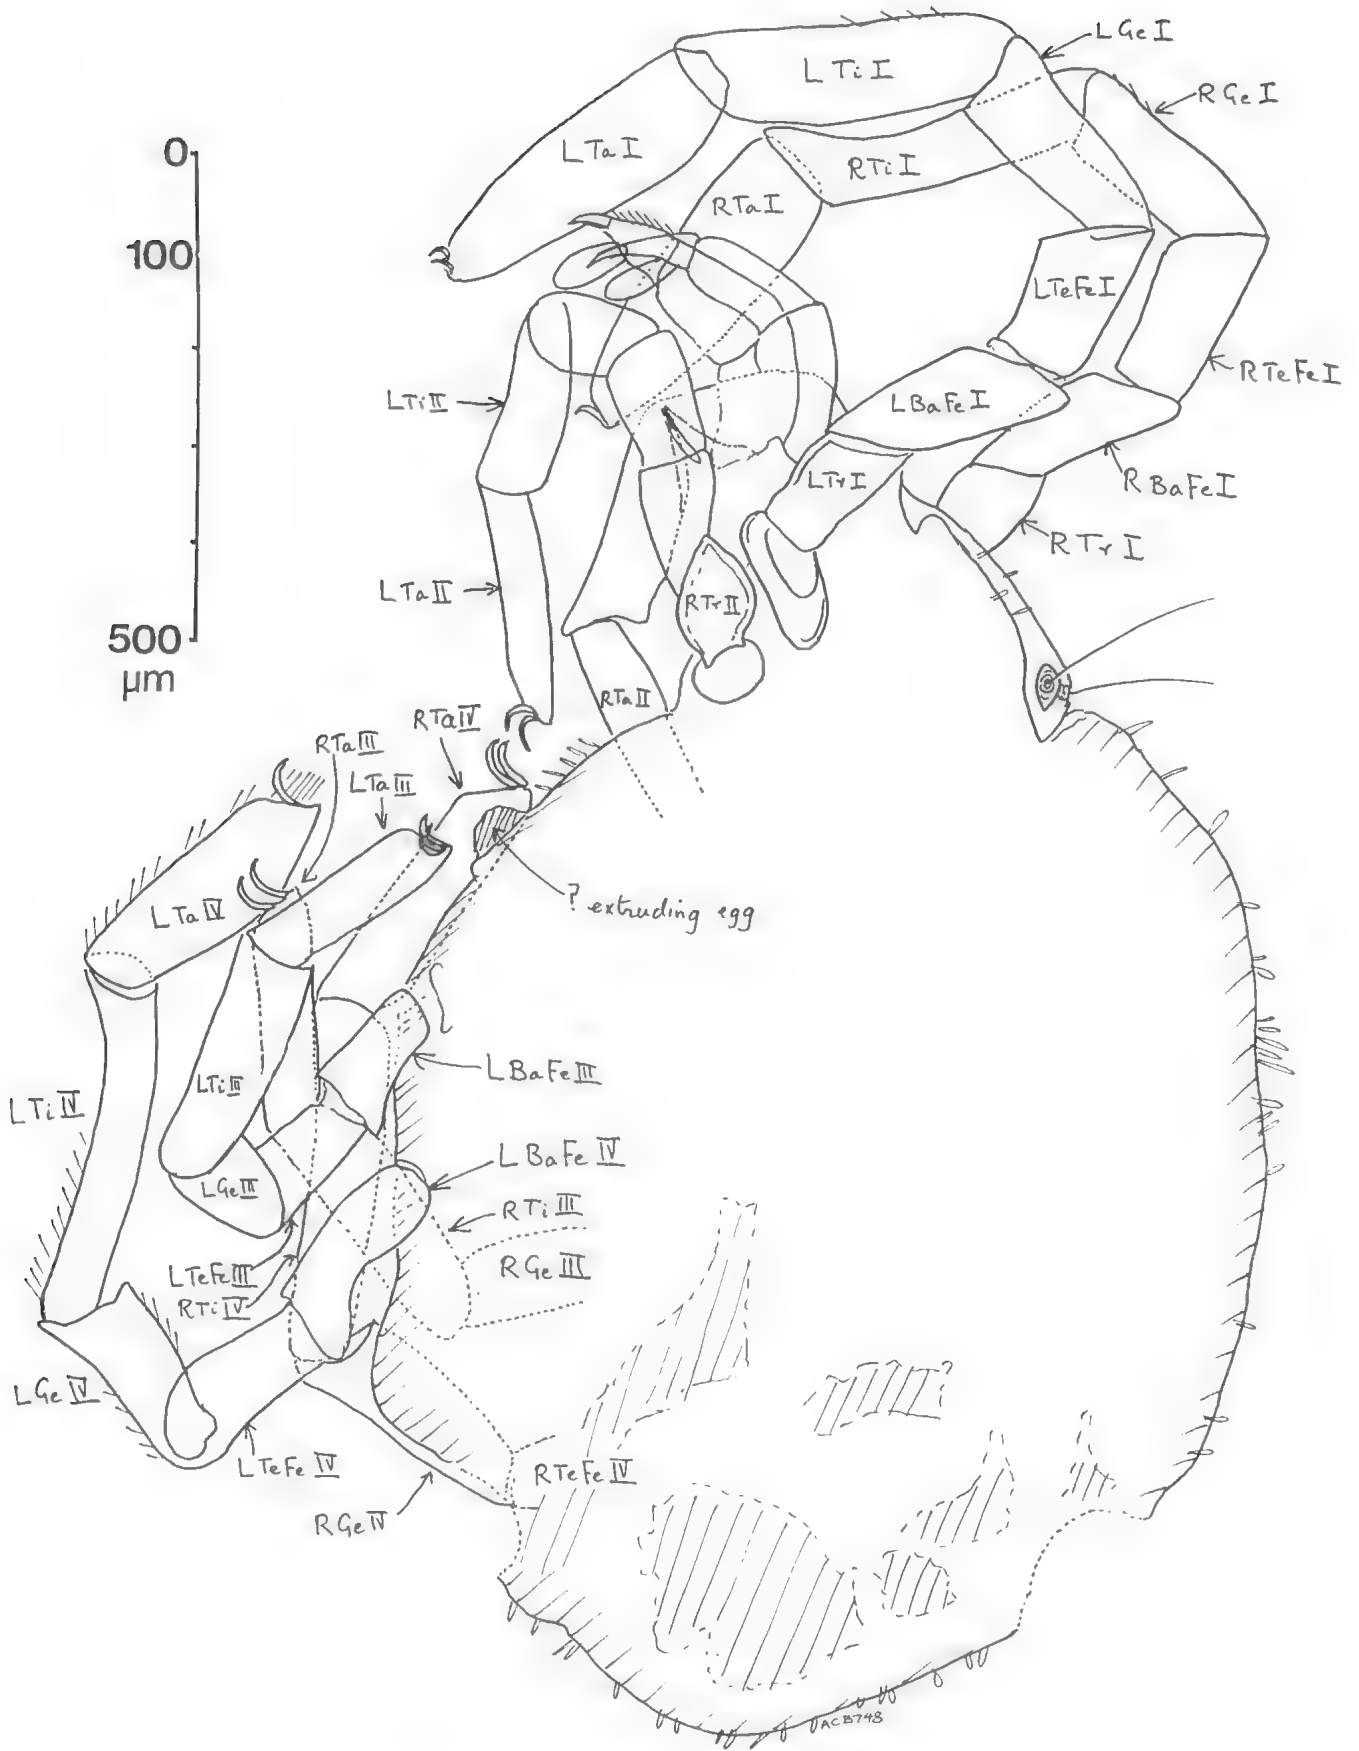 L Ge I
L Ti I
R Ge I
L Ta I
0
R Ti I
R Ta I
100
L TeFe I
R TeFe I
L Ti II
L BaFe I
L Tr I
R BaFe I
R Tr I
L Ta II
R Tr II
500
µm
R Ta II
R Ta IV
R Ta III
L Ta III
? extruding egg
L Ta IV
L BaFe III
L Ti III
L Ti IV
L BaFe IV
L Ge III
R Ti III
R Ge III
L TeFe III
R Ti IV
L Ge IV
L TeFe IV
R TeFe IV
R Ge IV
ACB748